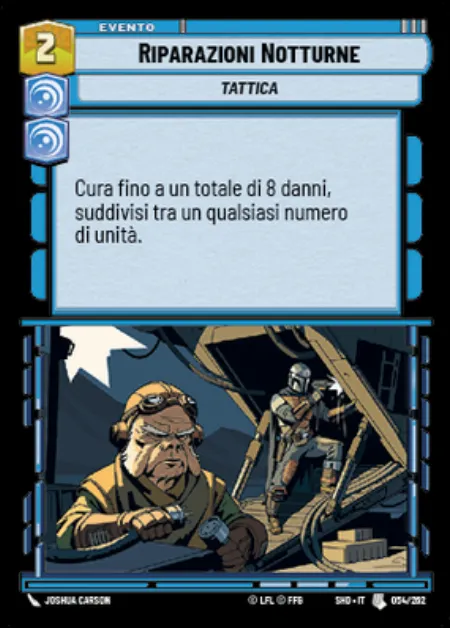 EVENTO
2
RIPARAZIONI NOTTURNE
TATTICA
Cura fino a un totale di 8 danni,
suddivisi tra un qualsiasi numero
di unità.
JOSHUA CARSON
© LFL © FFG
SHD • IT
054/262